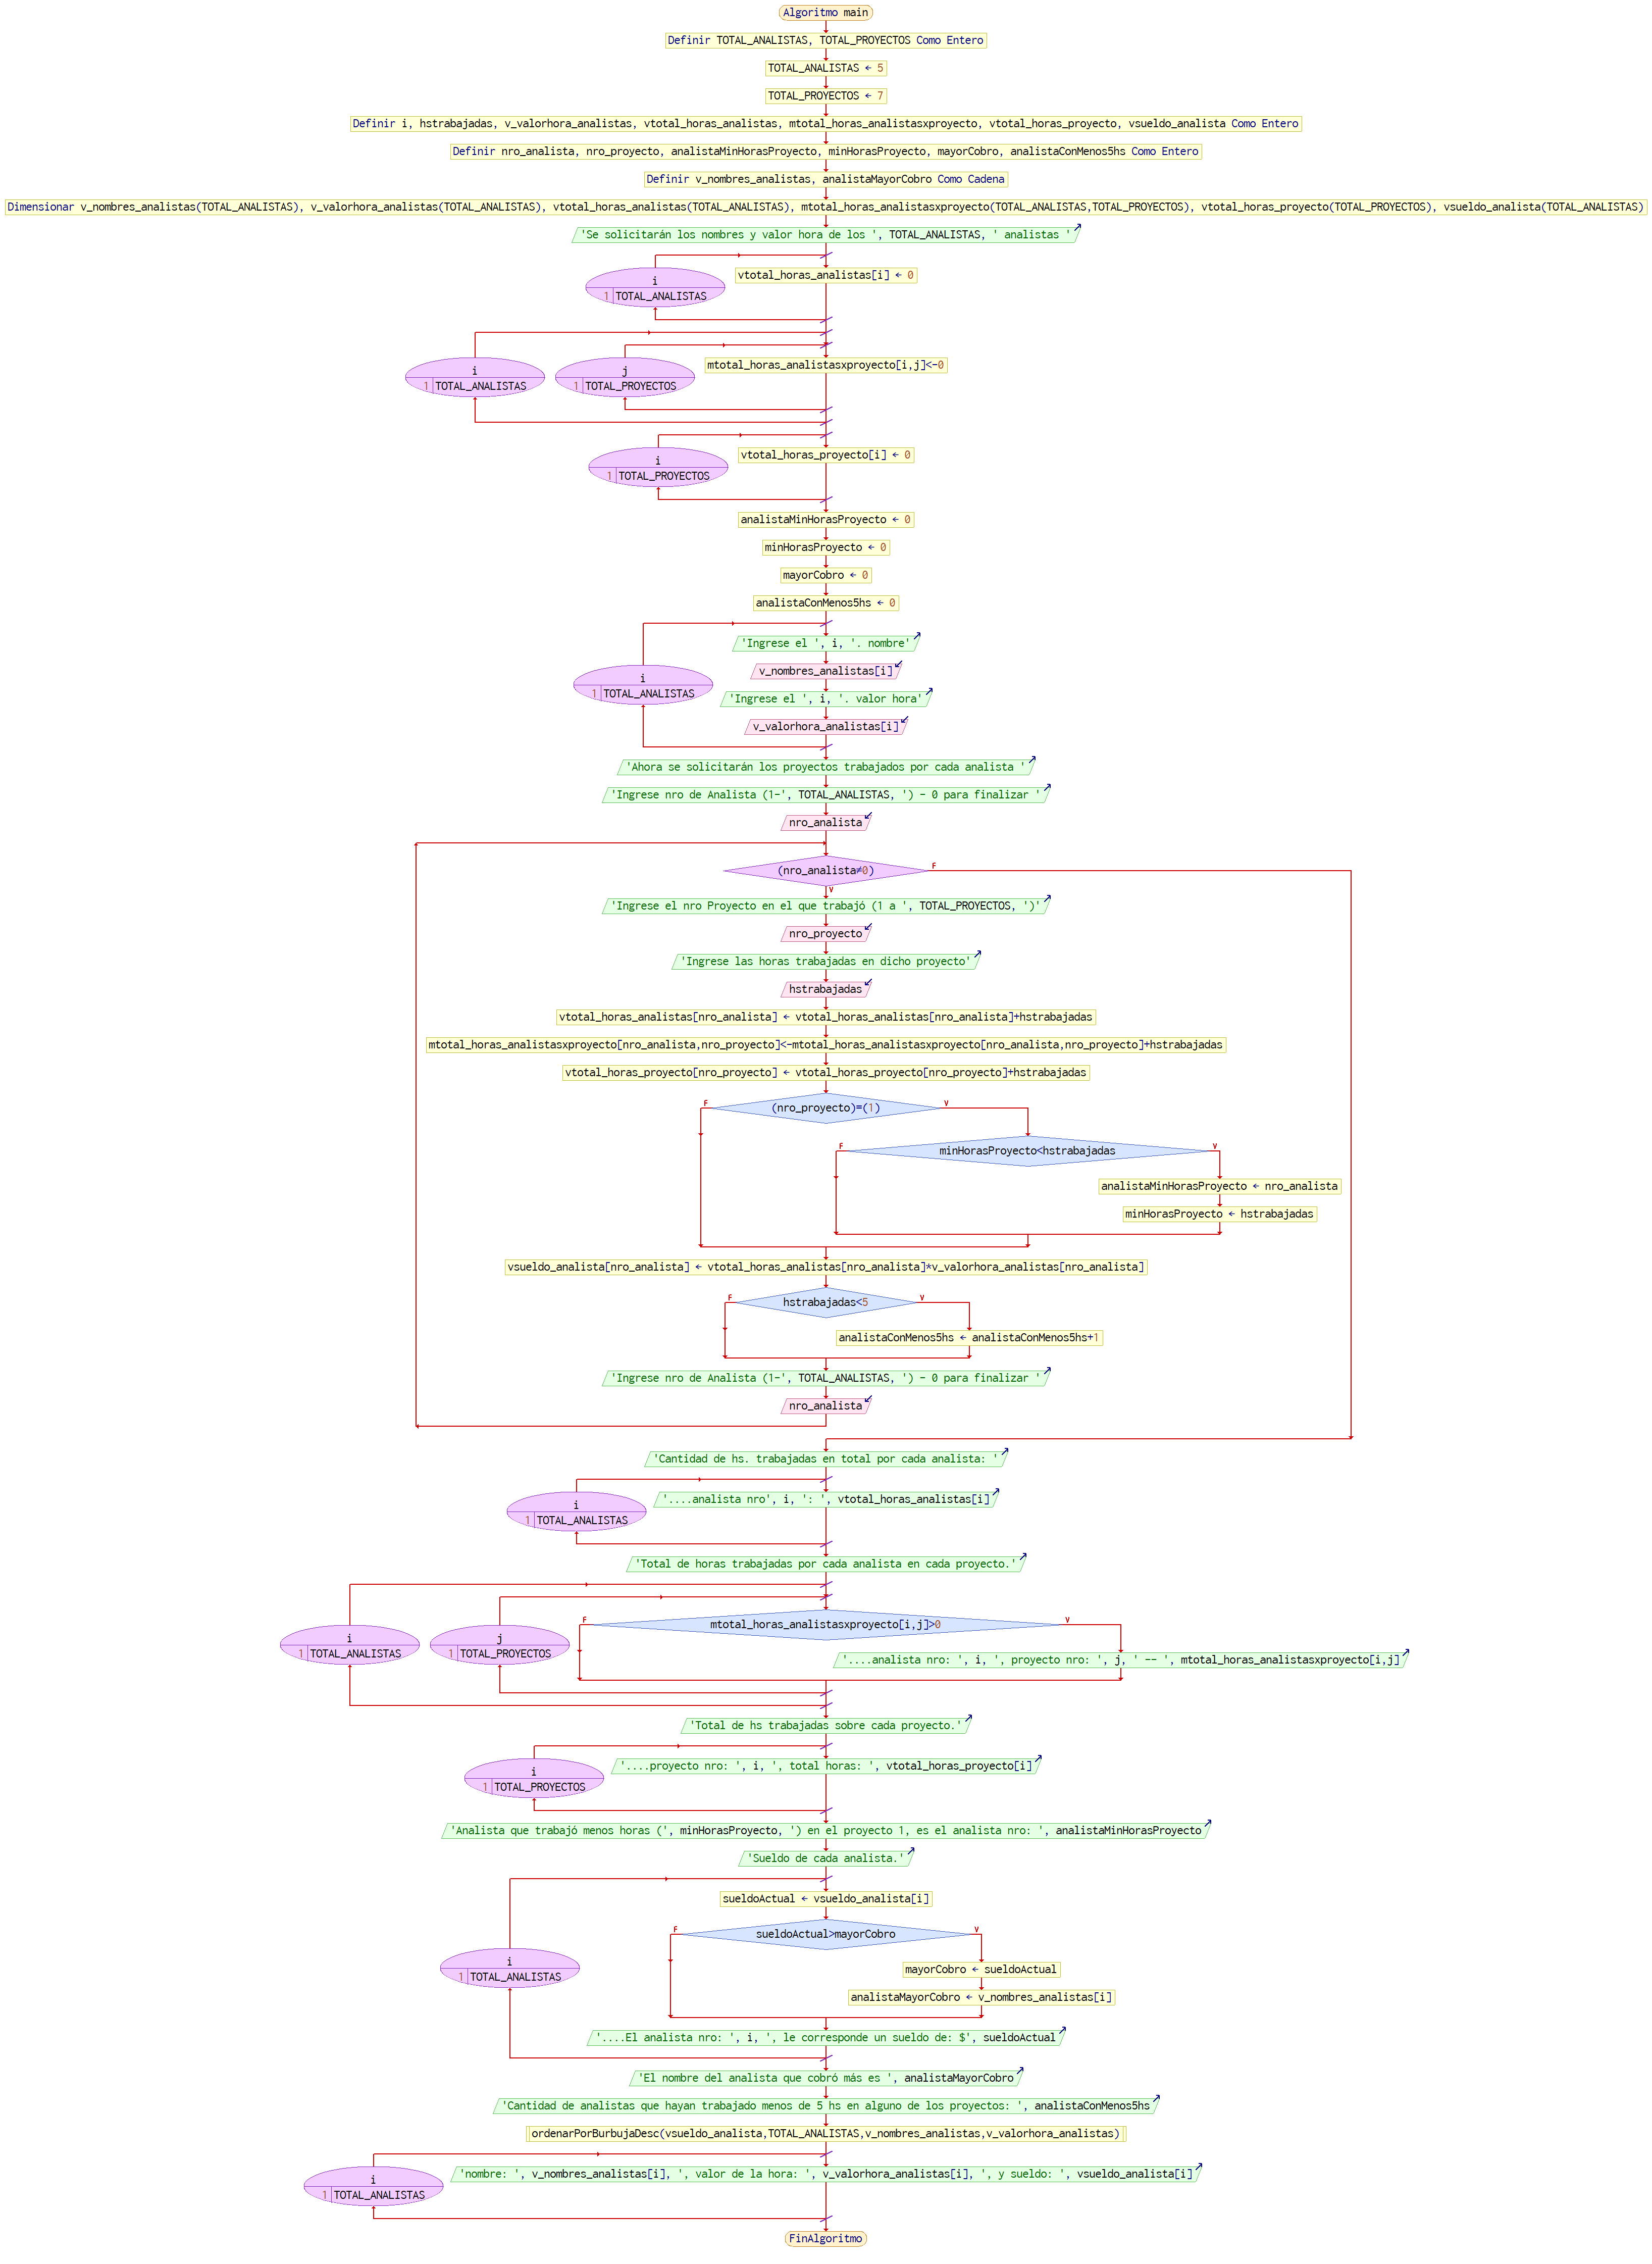 Algoritmo main
Definir TOTAL_ANALISTAS, TOTAL_PROYECTOS Como Entero
TOTAL_ANALISTAS ← 5
TOTAL_PROYECTOS ← 7
Definir i, hstrabajadas, v_valorhora_analistas, vtotal_horas_analistas, mtotal_horas_analistasxproyecto, vtotal_horas_proyecto, vsueldo_analista Como Entero
Definir nro_analista, nro_proyecto, analistaMinHorasProyecto, minHorasProyecto, mayorCobro, analistaConMenos5hs Como Entero
Definir v_nombres_analistas, analistaMayorCobro Como Cadena
Dimensionar v_nombres_analistas(TOTAL_ANALISTAS), v_valorhora_analistas(TOTAL_ANALISTAS), vtotal_horas_analistas(TOTAL_ANALISTAS), mtotal_horas_analistasxproyecto(TOTAL_ANALISTAS,TOTAL_PROYECTOS), vtotal_horas_proyecto(TOTAL_PROYECTOS), vsueldo_analista(TOTAL_ANALISTAS)
'Se solicitarán los nombres y valor hora de los ', TOTAL_ANALISTAS, ' analistas '
i
1 TOTAL_ANALISTAS
vtotal_horas_analistas[i] ← 0
i
1 TOTAL_ANALISTAS
j
1 TOTAL_PROYECTOS
mtotal_horas_analistasxproyecto[i,j]<-0
i
1 TOTAL_PROYECTOS
vtotal_horas_proyecto[i] ← 0
analistaMinHorasProyecto ← 0
minHorasProyecto ← 0
mayorCobro ← 0
analistaConMenos5hs ← 0
i
1 TOTAL_ANALISTAS
'Ingrese el ', i, '. nombre'
v_nombres_analistas[i]
'Ingrese el ', i, '. valor hora'
v_valorhora_analistas[i]
'Ahora se solicitarán los proyectos trabajados por cada analista '
'Ingrese nro de Analista (1-', TOTAL_ANALISTAS, ') - 0 para finalizar '
nro_analista
(nro_analista≠0)
F
V
'Ingrese el nro Proyecto en el que trabajó (1 a ', TOTAL_PROYECTOS, ')'
nro_proyecto
'Ingrese las horas trabajadas en dicho proyecto'
hstrabajadas
vtotal_horas_analistas[nro_analista] ← vtotal_horas_analistas[nro_analista]+hstrabajadas
mtotal_horas_analistasxproyecto[nro_analista,nro_proyecto]<-mtotal_horas_analistasxproyecto[nro_analista,nro_proyecto]+hstrabajadas
vtotal_horas_proyecto[nro_proyecto] ← vtotal_horas_proyecto[nro_proyecto]+hstrabajadas
F (nro_proyecto)=(1) V
F minHorasProyecto<hstrabajadas V
analistaMinHorasProyecto ← nro_analista
minHorasProyecto ← hstrabajadas
vsueldo_analista[nro_analista] ← vtotal_horas_analistas[nro_analista]*v_valorhora_analistas[nro_analista]
F hstrabajadas<5 V
analistaConMenos5hs ← analistaConMenos5hs+1
'Ingrese nro de Analista (1-', TOTAL_ANALISTAS, ') - 0 para finalizar '
nro_analista
'Cantidad de hs. trabajadas en total por cada analista: '
i
1 TOTAL_ANALISTAS
'....analista nro', i, ': ', vtotal_horas_analistas[i]
'Total de horas trabajadas por cada analista en cada proyecto.'
i
1 TOTAL_ANALISTAS
j
1 TOTAL_PROYECTOS
F mtotal_horas_analistasxproyecto[i,j]>0 V
'....analista nro: ', i, ', proyecto nro: ', j, ' -- ', mtotal_horas_analistasxproyecto[i,j]
'Total de hs trabajadas sobre cada proyecto.'
i
1 TOTAL_PROYECTOS
'....proyecto nro: ', i, ', total horas: ', vtotal_horas_proyecto[i]
'Analista que trabajó menos horas (', minHorasProyecto, ') en el proyecto 1, es el analista nro: ', analistaMinHorasProyecto
'Sueldo de cada analista.'
i
1 TOTAL_ANALISTAS
sueldoActual ← vsueldo_analista[i]
F sueldoActual>mayorCobro V
mayorCobro ← sueldoActual
analistaMayorCobro ← v_nombres_analistas[i]
'....El analista nro: ', i, ', le corresponde un sueldo de: $', sueldoActual
'El nombre del analista que cobró más es ', analistaMayorCobro
'Cantidad de analistas que hayan trabajado menos de 5 hs en alguno de los proyectos: ', analistaConMenos5hs
ordenarPorBurbujaDesc(vsueldo_analista,TOTAL_ANALISTAS,v_nombres_analistas,v_valorhora_analistas)
i
1 TOTAL_ANALISTAS
'nombre: ', v_nombres_analistas[i], ', valor de la hora: ', v_valorhora_analistas[i], ', y sueldo: ', vsueldo_analista[i]
FinAlgoritmo